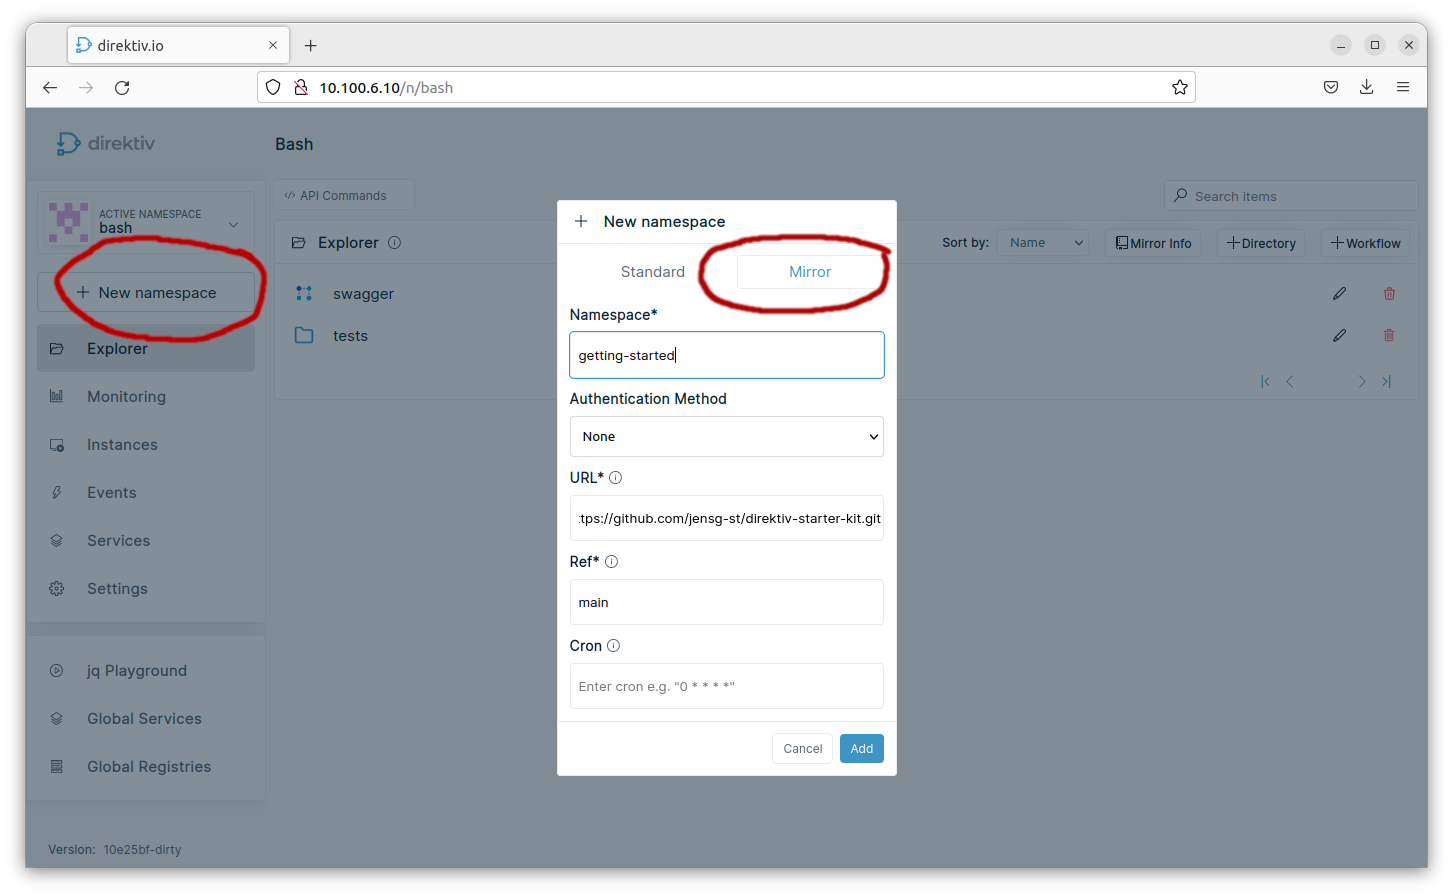 direktiv.io
10.100.6.10/n/bash
direktiv
Bash
ACTIVE NAMESPACE
bash
API Commands
Search items
New namespace
Explorer
Sort by: Name Mirror Info Directory Workflow
swagger
tests
Explorer
Monitoring
Instances
Events
Services
Settings
jq Playground
Global Services
Global Registries
Version: 10e25bf-dirty
New namespace
Standard Mirror
Namespace*
getting-started
Authentication Method
None
URL*
:tps://github.com/jensg-st/direktiv-starter-kit.git
Ref*
main
Cron
Enter cron e.g. "0 * * * *"
Cancel Add